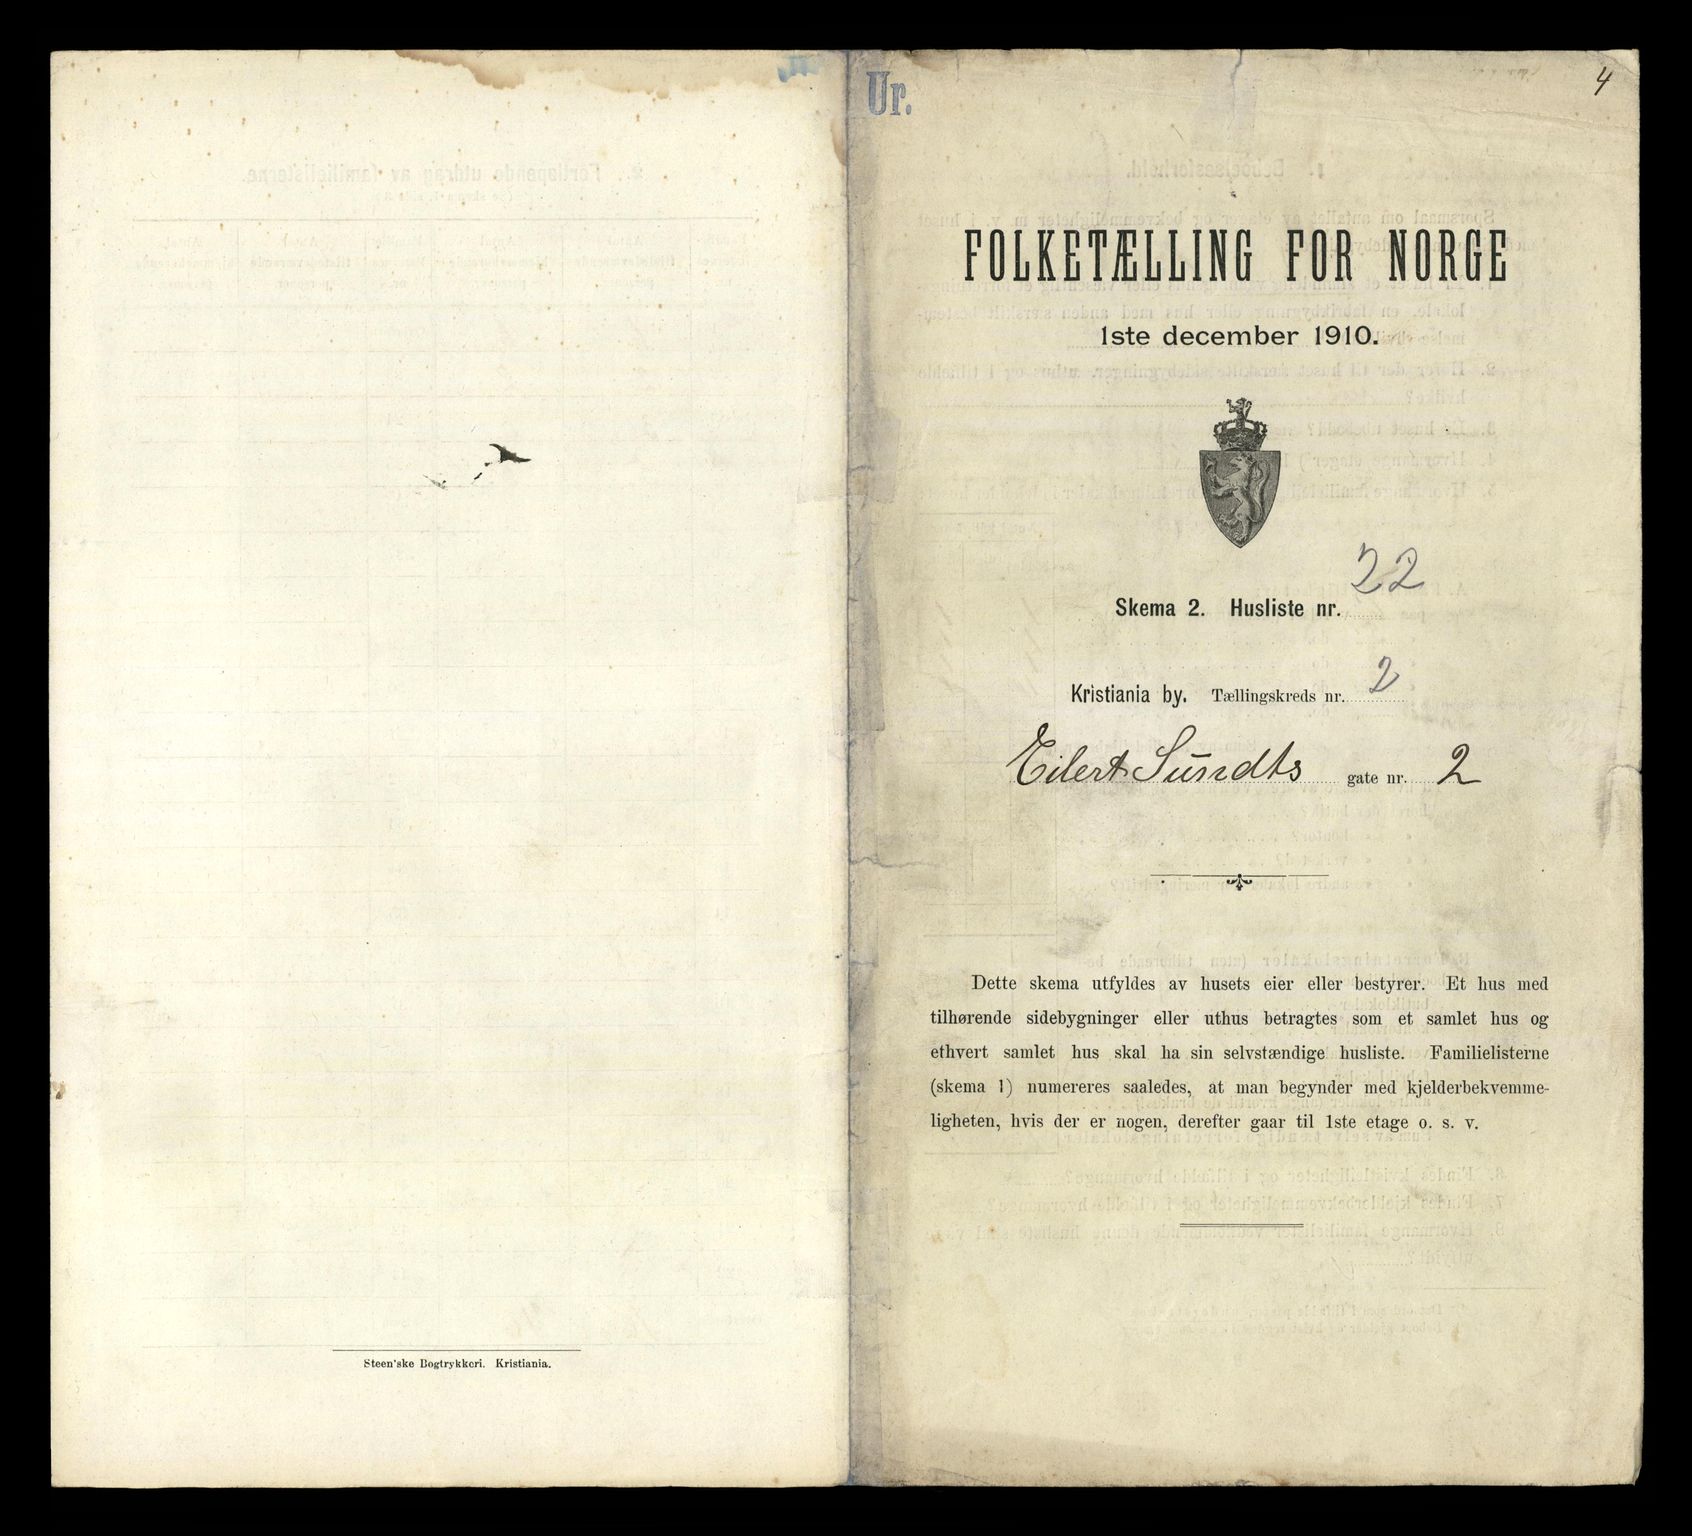 Ur.
4
FOLKETÆLLING FOR NORGE
1ste december 1910.
Skema 2. Husliste nr. 22
Kristiania by. Tællingskreds nr. 2
Eilert Sundts gate nr. 2
Dette skema utfyldes av husets eier eller bestyrer. Et hus med
tilhørende sidebygninger eller uthus betragtes som et samlet hus og
ethvert samlet hus skal ha sin selvstændige husliste. Familielisterne
(skema 1) numereres saaledes, at man begynder med kjelderbekvemme-
ligheten, hvis der er nogen, derefter gaar til 1ste etage o. s. v.
Steen'ske Bogtrykkeri. Kristiania.